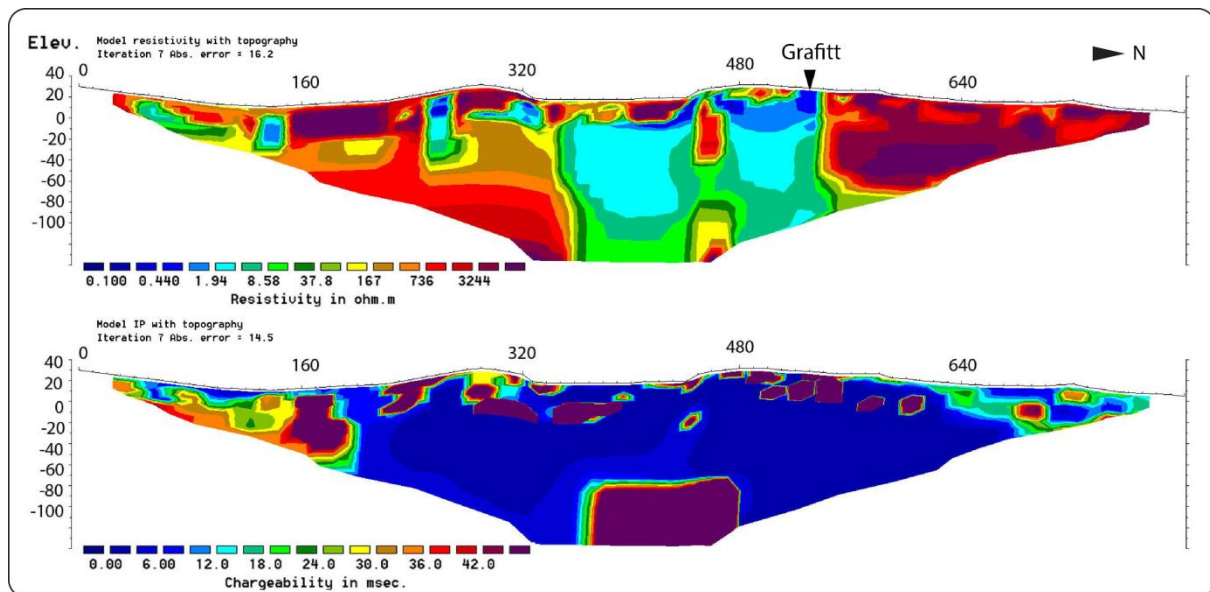 Elev. Model resistivity with topography
Iteration 7 Abs. error = 16.2
Grafitt
N
0 160 320 480 640
40
20
0
-20
-40
-60
-80
-100
0.100 0.440 1.94 8.58 37.8 167 736 3244
Resistivity in ohm.m
Model IP with topography
Iteration 7 Abs. error = 14.5
0 160 320 480 640
40
20
0
-20
-40
-60
-80
-100
0.00 6.00 12.0 18.0 24.0 30.0 36.0 42.0
Chargeability in msec.